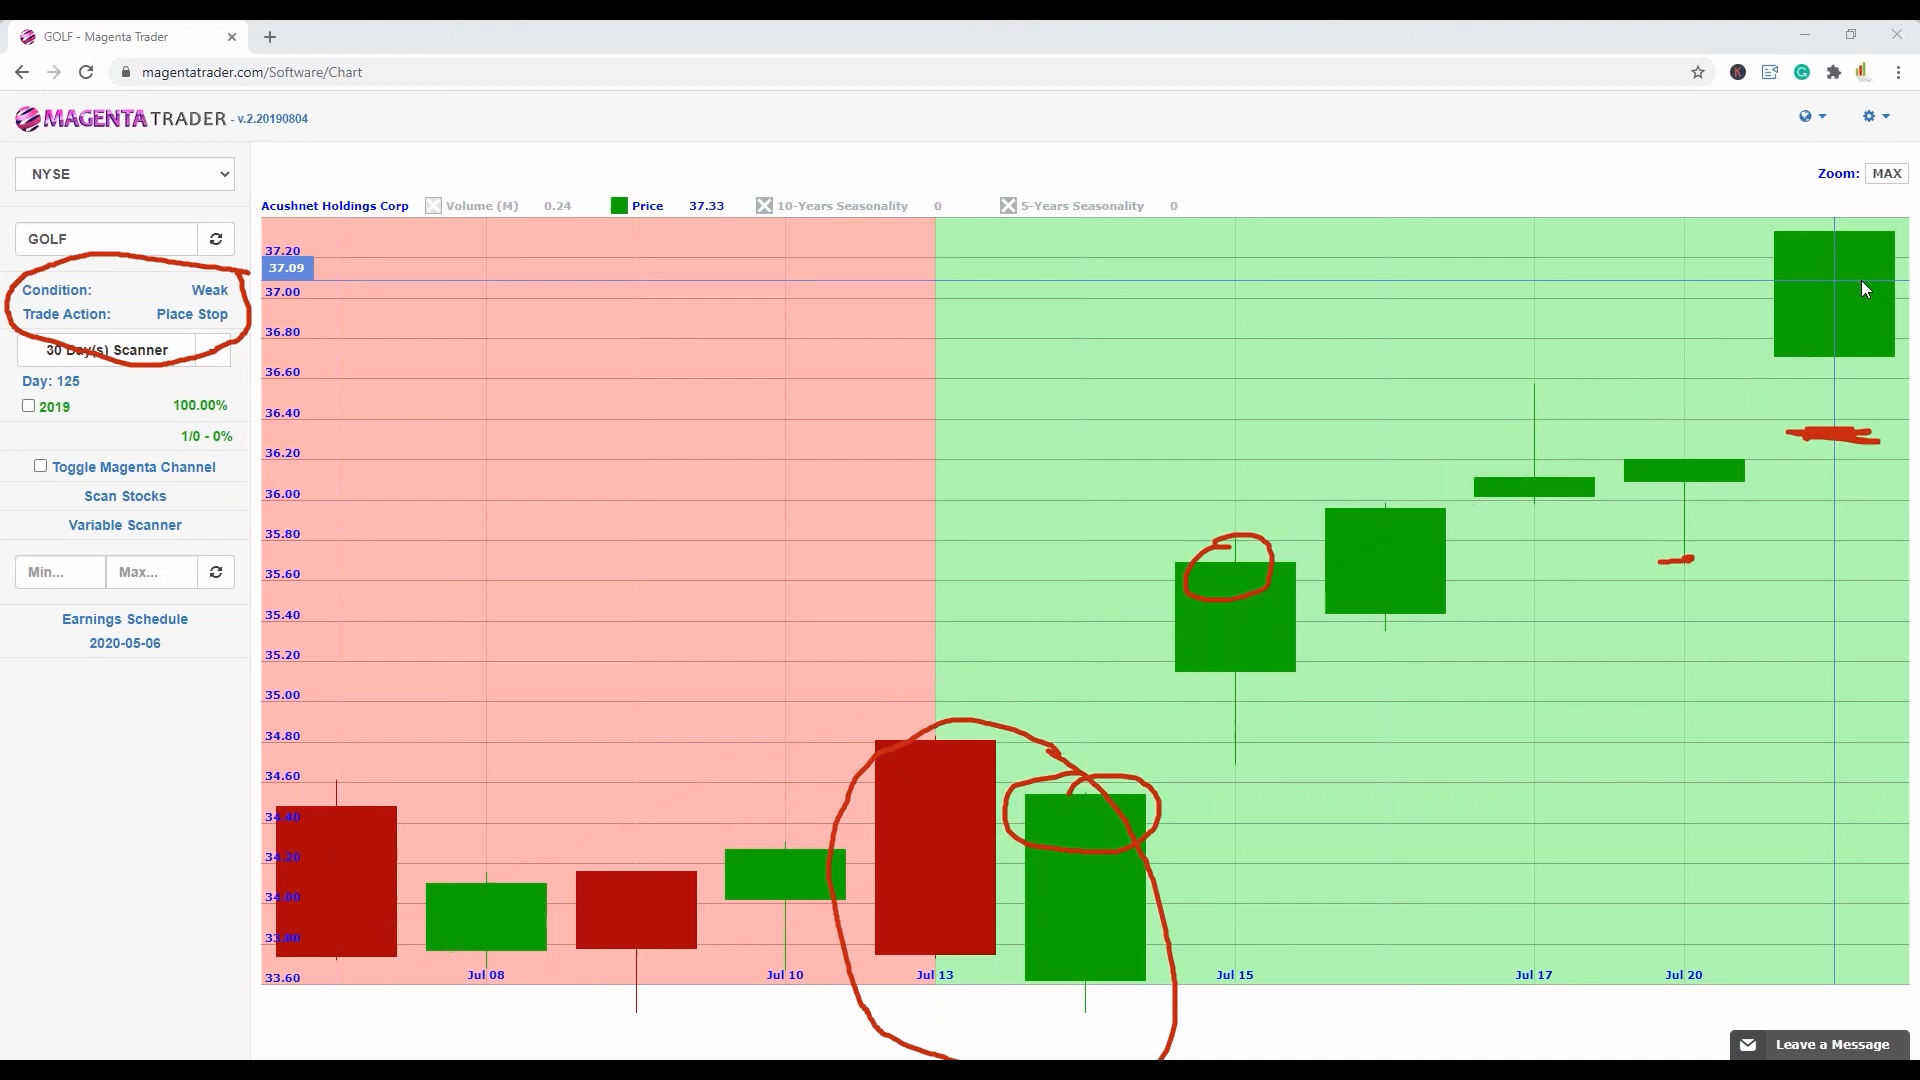 GOLF - Magenta Trader
magentatrader.com/Software/Chart
MAGENTA TRADER - v.2.20190804
NYSE
GOLF
Condition: Weak
Trade Action: Place Stop
30 Day(s) Scanner
Day: 125
2019 100.00%
1/0 - 0%
Toggle Magenta Channel
Scan Stocks
Variable Scanner
Min... Max...
Earnings Schedule
2020-05-06
Zoom: MAX
Acushnet Holdings Corp Volume (M) 0.24 Price 37.33 10-Years Seasonality 0 5-Years Seasonality 0
37.20
37.09
37.00
36.80
36.60
36.40
36.20
36.00
35.80
35.60
35.40
35.20
35.00
34.80
34.60
34.40
34.20
34.00
33.80
33.60
Jul 08 Jul 10 Jul 13 Jul 15 Jul 17 Jul 20
Leave a Message